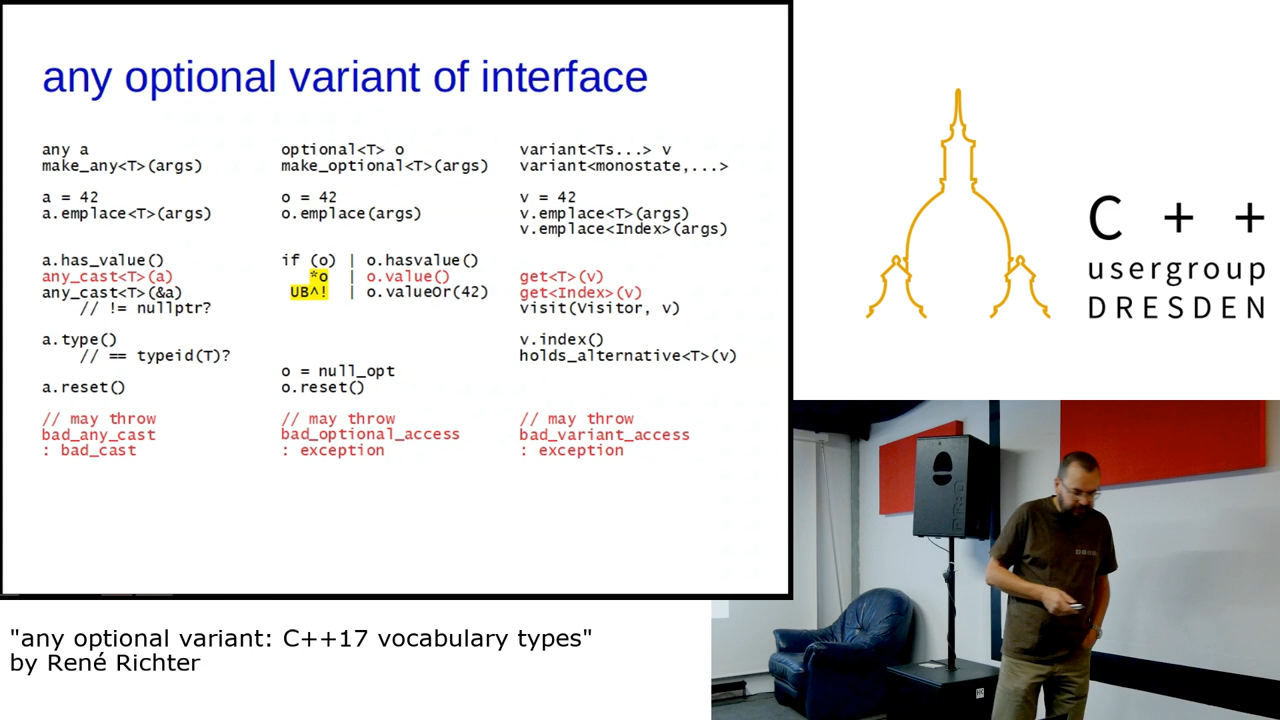 any optional variant of interface
any a
make_any<T>(args)
a = 42
a.emplace<T>(args)
a.has_value()
any_cast<T>(a)
any_cast<T>(&a)
// != nullptr?
a.type()
// == typeid(T)?
a.reset()
// may throw
bad_any_cast
: bad_cast
optional<T> o
make_optional<T>(args)
o = 42
o.emplace(args)
if (o) | o.hasvalue()
*o | o.value()
UB^! | o.valueOr(42)
o = null_opt
o.reset()
// may throw
bad_optional_access
: exception
variant<Ts...> v
variant<monostate,...>
v = 42
v.emplace<T>(args)
v.emplace<Index>(args)
get<T>(v)
get<Index>(v)
visit(Visitor, v)
v.index()
holds_alternative<T>(v)
// may throw
bad_variant_access
: exception
C + +
usergroup
DRESDEN
"any optional variant: C++17 vocabulary types"
by René Richter